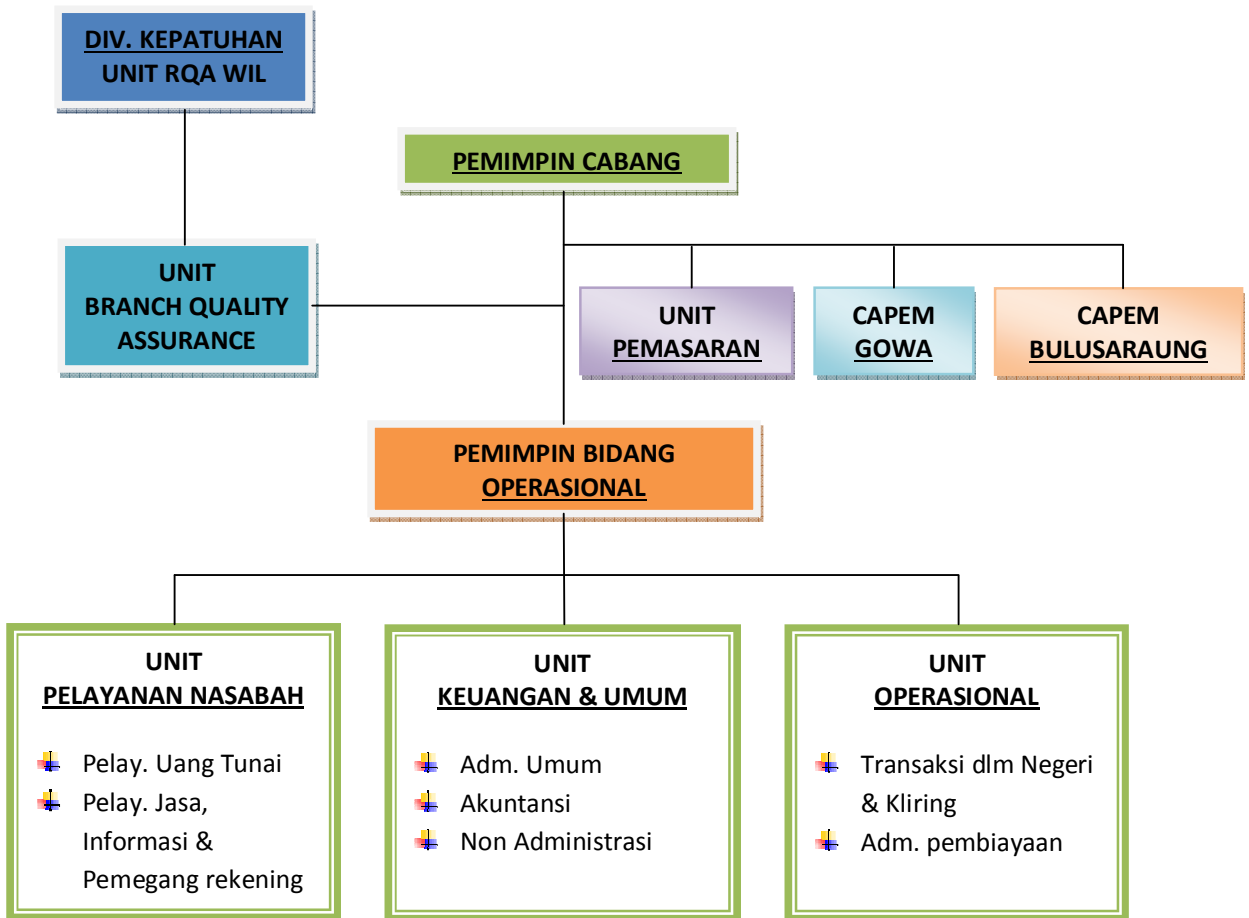 DIV. KEPATUHAN
UNIT RQA WIL
PEMIMPIN CABANG
UNIT
BRANCH QUALITY
ASSURANCE
UNIT
PEMASARAN
CAPEM
GOWA
CAPEM
BULUSARAUNG
PEMIMPIN BIDANG
OPERASIONAL
UNIT
PELAYANAN NASABAH
Pelay. Uang Tunai
Pelay. Jasa,
Informasi &
Pemegang rekening
UNIT
KEUANGAN & UMUM
Adm. Umum
Akuntansi
Non Administrasi
UNIT
OPERASIONAL
Transaksi dlm Negeri
& Kliring
Adm. pembiayaan